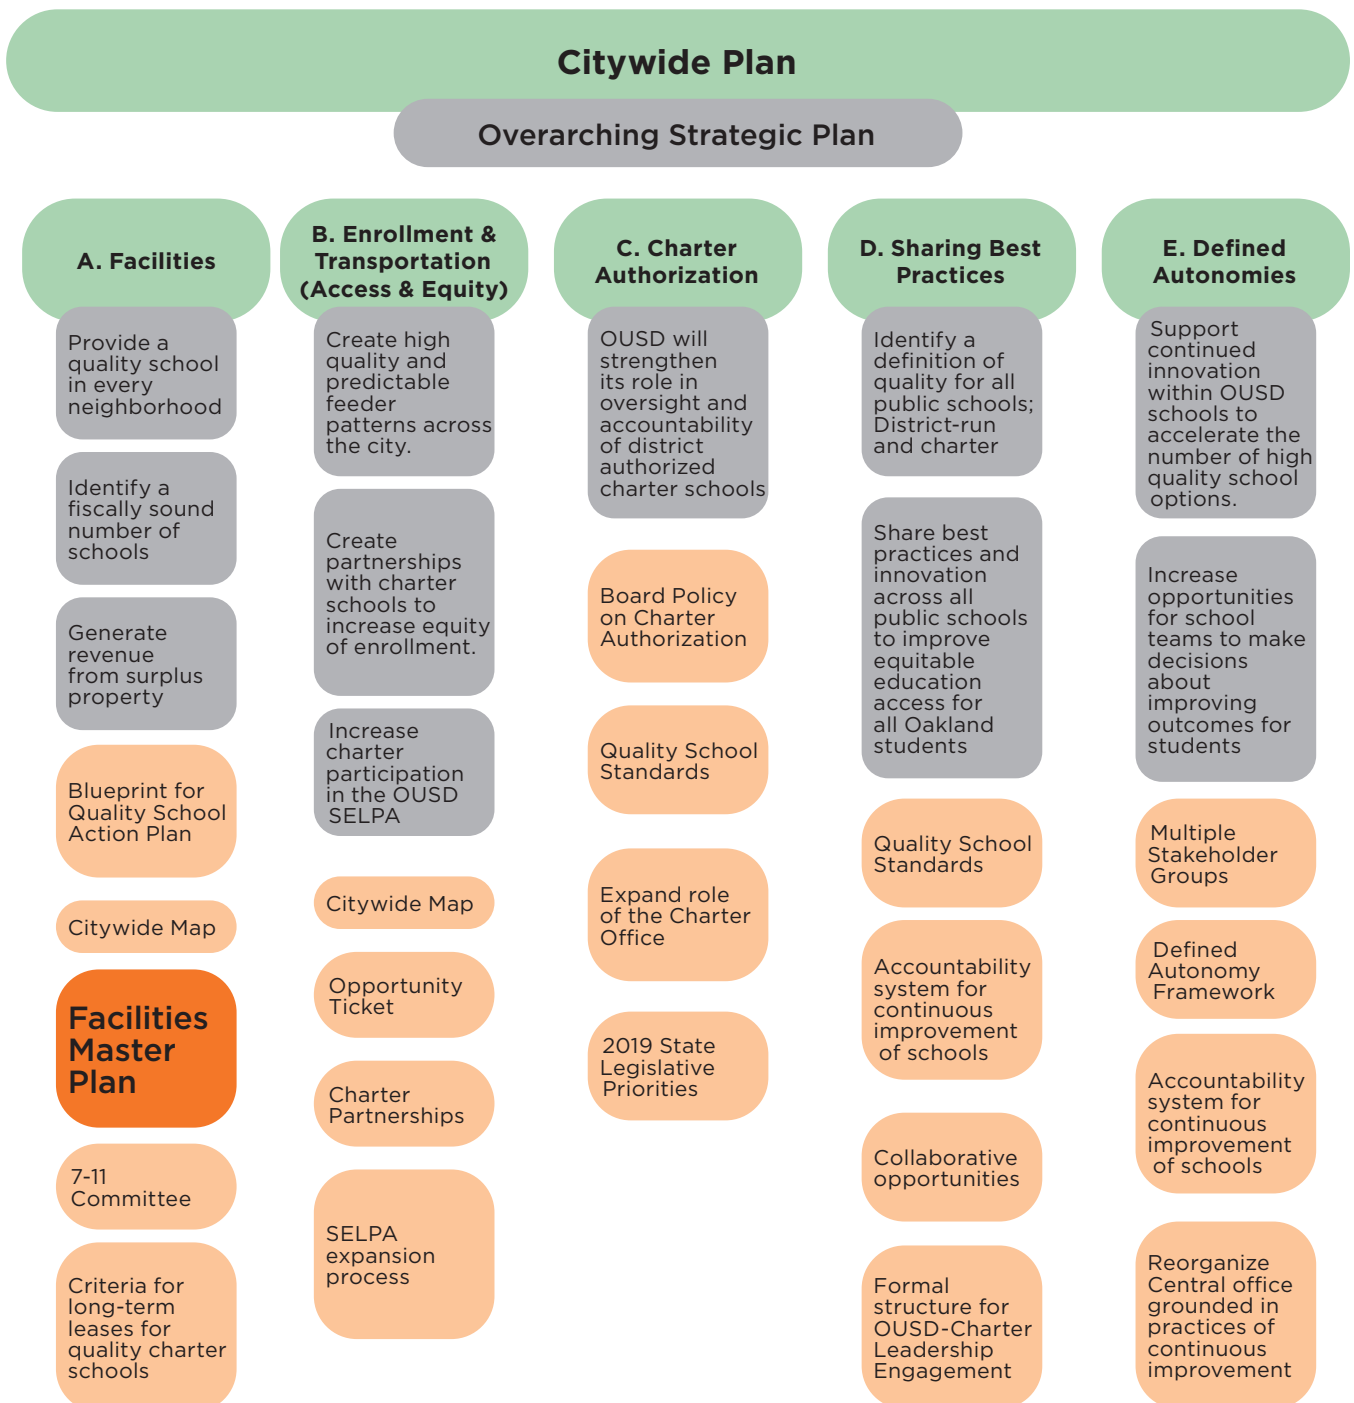 Citywide Plan
Overarching Strategic Plan
A. Facilities
Provide a
quality school
in every
neighborhood
Identify a
fiscally sound
number of
schools
Generate
revenue
from surplus
property
Blueprint for
Quality School
Action Plan
Citywide Map
Facilities
Master
Plan
7-11
Committee
Criteria for
long-term
leases for
quality charter
schools
B. Enrollment &
Transportation
(Access & Equity)
Create high
quality and
predictable
feeder
patterns across
the city.
Create
partnerships
with charter
schools to
increase equity
of enrollment.
Increase
charter
participation
in the OUSD
SELPA
Citywide Map
Opportunity
Ticket
Charter
Partnerships
SELPA
expansion
process
C. Charter
Authorization
OUSD will
strengthen
its role in
oversight and
accountability
of district
authorized
charter schools
Board Policy
on Charter
Authorization
Quality School
Standards
Expand role
of the Charter
Office
2019 State
Legislative
Priorities
D. Sharing Best
Practices
Identify a
definition of
quality for all
public schools;
District-run
and charter
Share best
practices and
innovation
across all
public schools
to improve
equitable
education
access for
all Oakland
students
Quality School
Standards
Accountability
system for
continuous
improvement
of schools
Collaborative
opportunities
Formal
structure for
OUSD-Charter
Leadership
Engagement
E. Defined
Autonomies
Support
continued
innovation
within OUSD
schools to
accelerate the
number of high
quality school
options.
Increase
opportunities
for school
teams to make
decisions
about
improving
outcomes for
students
Multiple
Stakeholder
Groups
Defined
Autonomy
Framework
Accountability
system for
continuous
improvement
of schools
Reorganize
Central office
grounded in
practices of
continuous
improvement